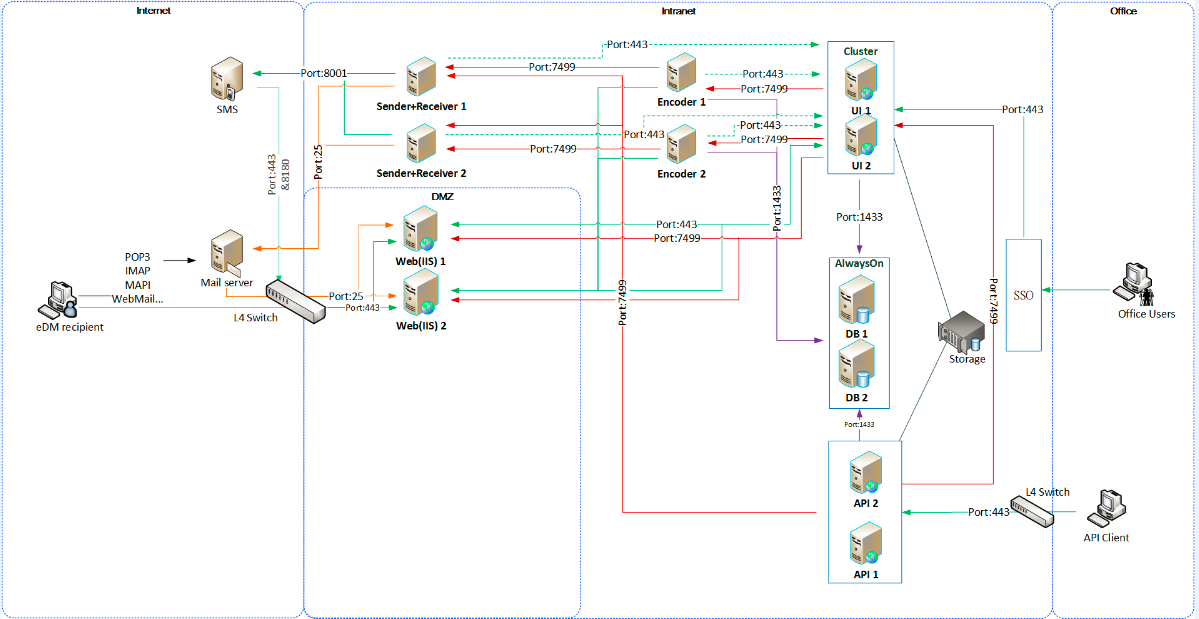 Internet
Intranet
Office
Port:443
Cluster
Port:8001
Port:7499
Port:443
Port:7499
SMS
Sender+Receiver 1
Encoder 1
UI 1
Port:443
Port:443
Port:443
Port:7499
Port:7499
Port:25
Port:443
&8180
Sender+Receiver 2
Encoder 2
UI 2
DMZ
Port:1433
Port:1433
Port:443
Port:7499
POP3
IMAP
MAPI
WebMail...
Mail server
Web(IIS) 1
AlwaysOn
Port:25
Port:443
L4 Switch
eDM recipient
Web(IIS) 2
Port:7499
DB 1
Port:7499
SSO
Office Users
Storage
DB 2
Port:1433
API 2
L4 Switch
Port:443
API Client
API 1